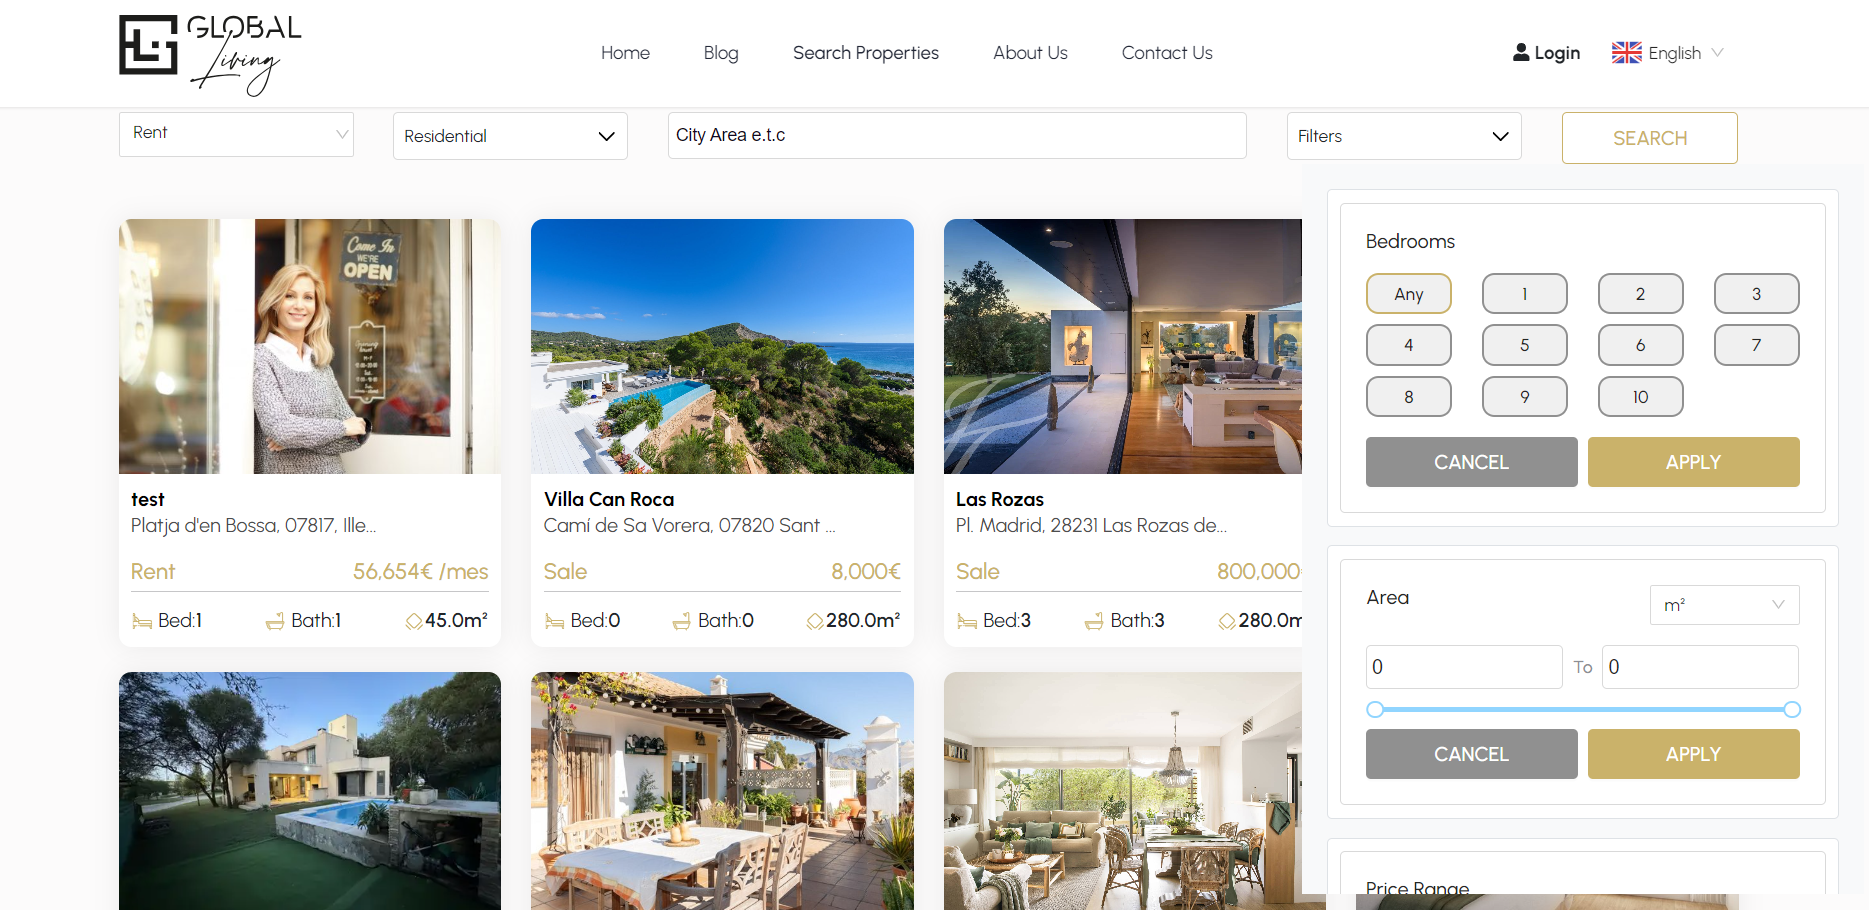 GLOBAL
Living
Home
Blog
Search Properties
About Us
Contact Us
Login
English
Rent
Residential
City Area e.t.c
Filters
SEARCH
Come In
WE'RE
OPEN
test
Platja d'en Bossa, 07817, Ille...
Rent
56,654€ /mes
Bed:1
Bath:1
45.0m²
Villa Can Roca
Camí de Sa Vorera, 07820 Sant ...
Sale
8,000€
Bed:0
Bath:0
280.0m²
Las Rozas
Pl. Madrid, 28231 Las Rozas de...
Sale
800,000
Bed:3
Bath:3
280.0m
Bedrooms
Any
1
2
3
4
5
6
7
8
9
10
CANCEL
APPLY
Area
m²
0
To
0
CANCEL
APPLY
Price Range